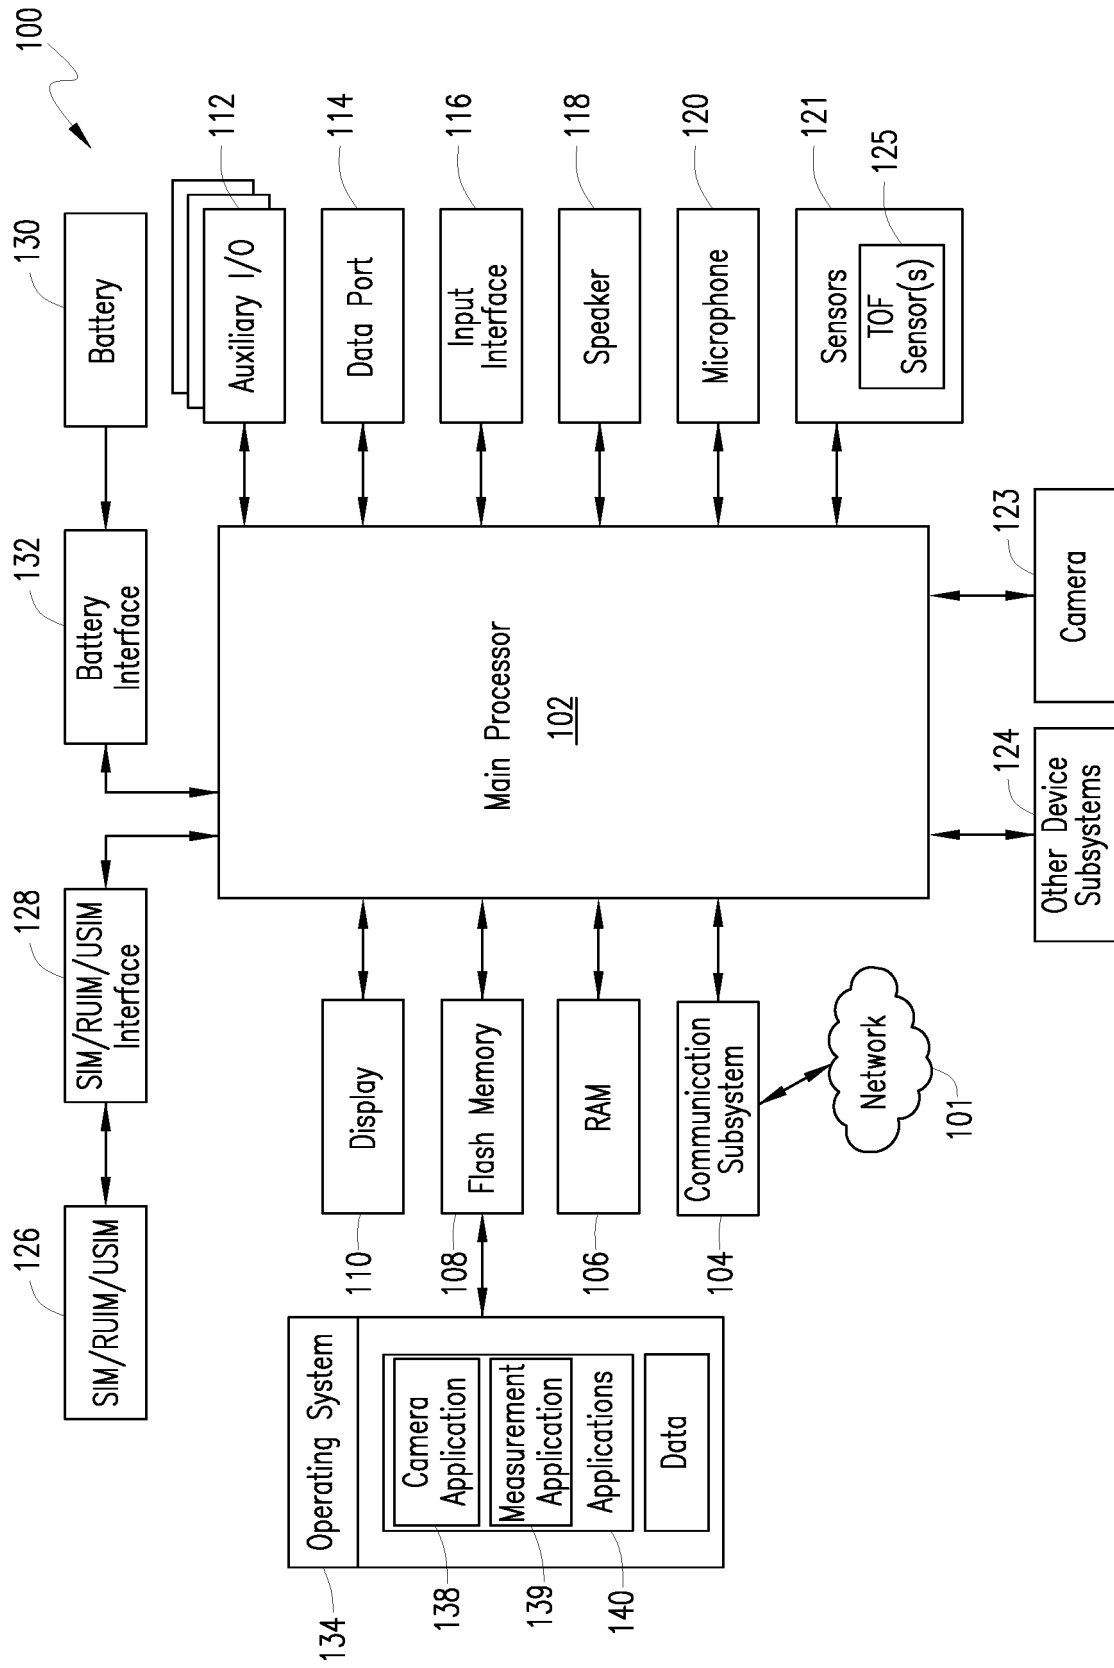 100
126
SIM/RUIM/USIM
128
SIM/RUIM/USIM
Interface
132
Battery
Interface
130
Battery
134
Operating System
138
Camera
Application
139
Measurement
Application
140
Applications
Data
110
Display
108
Flash Memory
106
RAM
104
Communication
Subsystem
Network
101
Main Processor
102
112
Auxiliary I/O
114
Data Port
116
Input
Interface
118
Speaker
120
Microphone
121
Sensors
125
TOF
Sensor(s)
124
Other Device
Subsystems
123
Camera